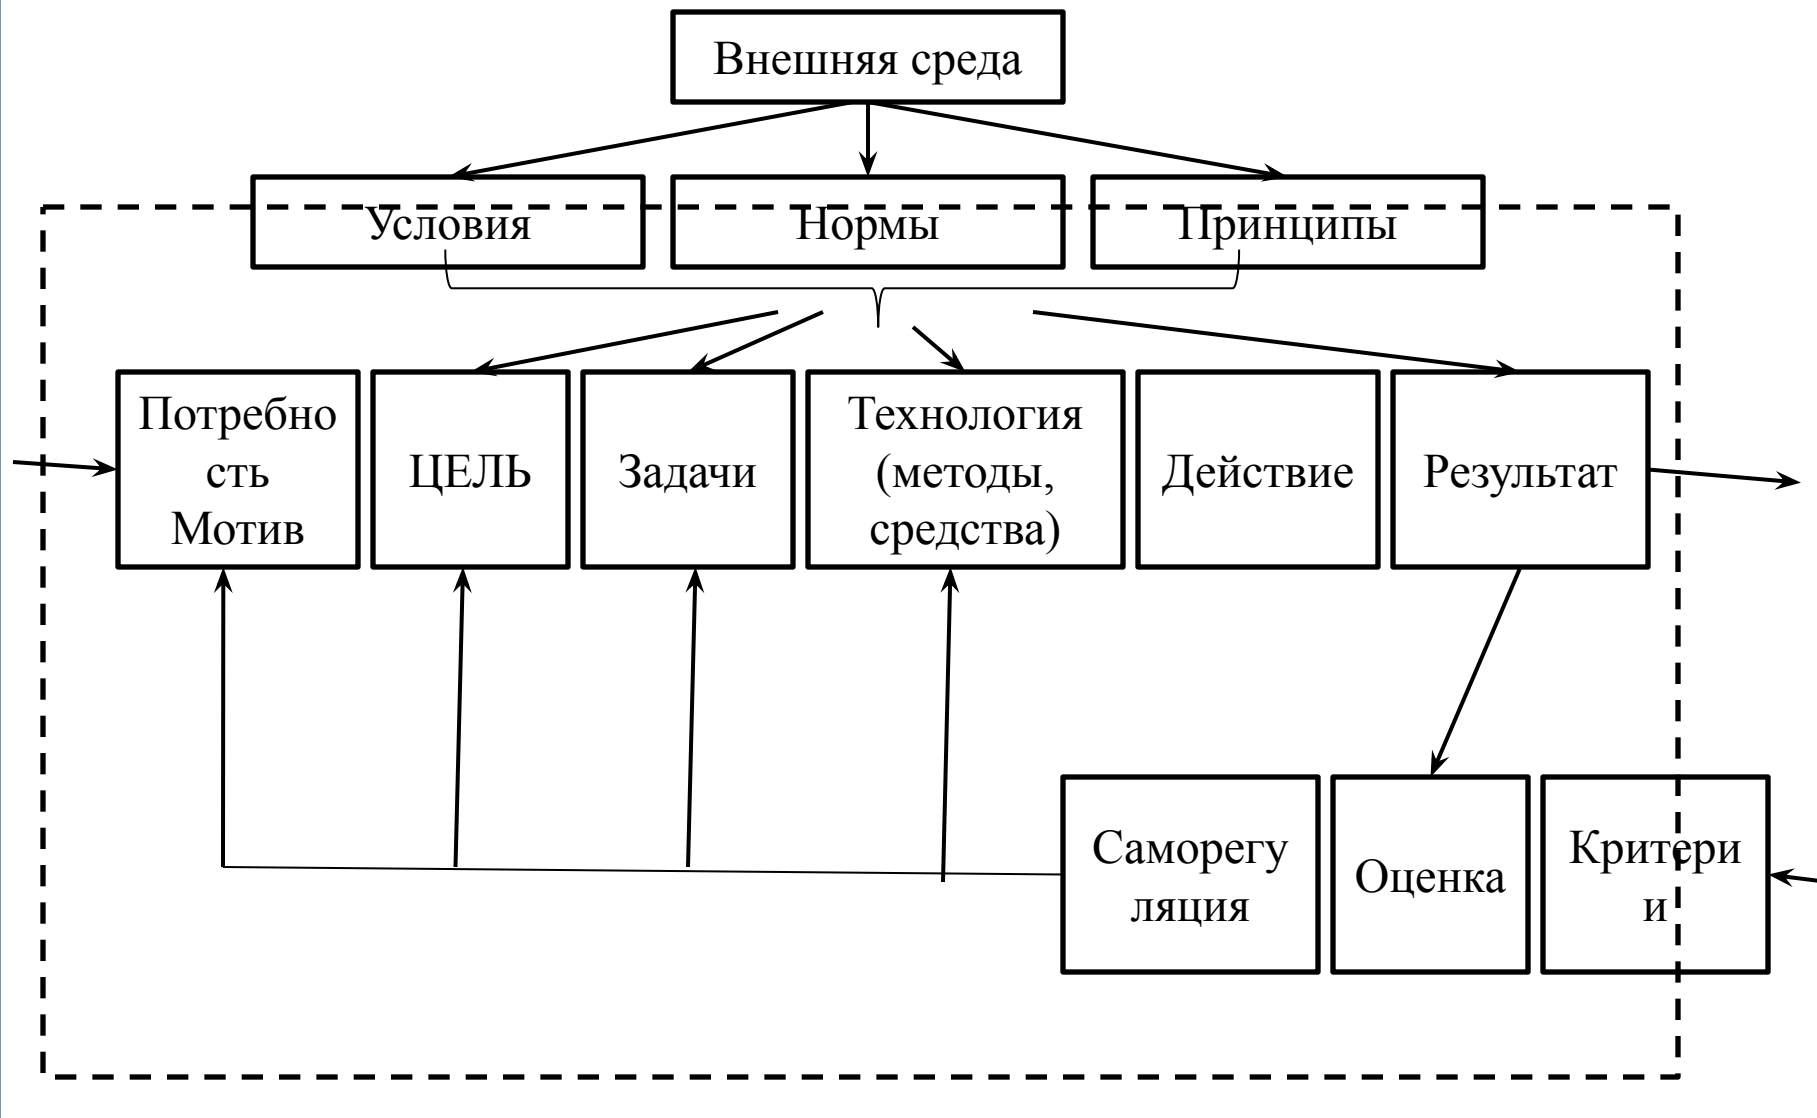 Внешняя среда
Условия
Нормы
Принципы
Потребно
сть
Мотив
ЦЕЛЬ
Задачи
Технология
(методы,
средства)
Действие
Результат
Саморегу
ляция
Оценка
Критери
и